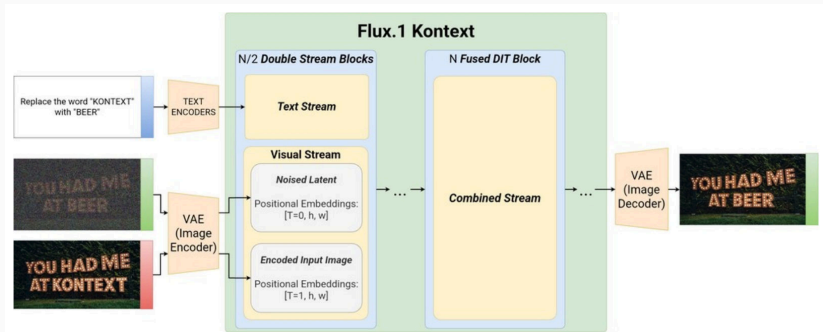 Flux.1 Kontext
N/2 Double Stream Blocks
N Fused DIT Block
Replace the word "KONTEXT"
with "BEER"
TEXT
ENCODERS
Text Stream
Visual Stream
Noised Latent
Positional Embeddings:
[T=0, h, w]
Encoded Input Image
Positional Embeddings:
[T=1, h, w]
...
Combined Stream
...
YOU HAD ME
AT BEER
VAE
(Image
Encoder)
YOU HAD ME
AT KONTEXT
VAE
(Image
Decoder)
YOU HAD ME
AT BEER